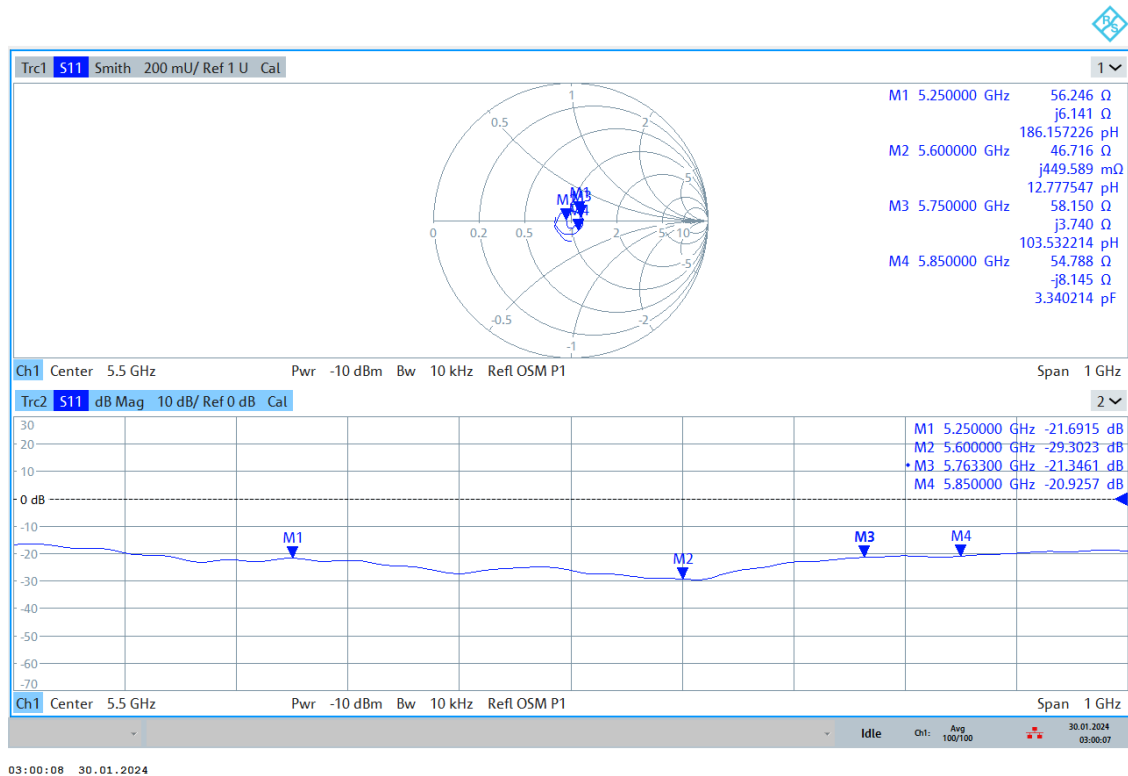 R S
Trc1 S11 Smith 200 mU/ Ref 1 U Cal
1
M1 5.250000 GHz 56.246 Ω
j6.141 Ω
186.157226 pH
M2 5.600000 GHz 46.716 Ω
j449.589 mΩ
12.777547 pH
M3 5.750000 GHz 58.150 Ω
j3.740 Ω
103.532214 pH
M4 5.850000 GHz 54.788 Ω
-j8.145 Ω
3.340214 pF
1
0.5 2
5
M2 M1 M3
M4
0 0.2 0.5 2 5 10
-5
-0.5 -2
-1
Ch1 Center 5.5 GHz Pwr -10 dBm Bw 10 kHz Refl OSM P1 Span 1 GHz
Trc2 S11 dB Mag 10 dB/ Ref 0 dB Cal
2
M1 5.250000 GHz -21.6915 dB
M2 5.600000 GHz -29.3023 dB
M3 5.763300 GHz -21.3461 dB
M4 5.850000 GHz -20.9257 dB
30
20
10
0 dB
-10
-20
-30
-40
-50
-60
-70
M1 M2 M3 M4
Ch1 Center 5.5 GHz Pwr -10 dBm Bw 10 kHz Refl OSM P1 Span 1 GHz
Idle Ch1: Avg 100/100 30.01.2024 03:00:07
03:00:08 30.01.2024